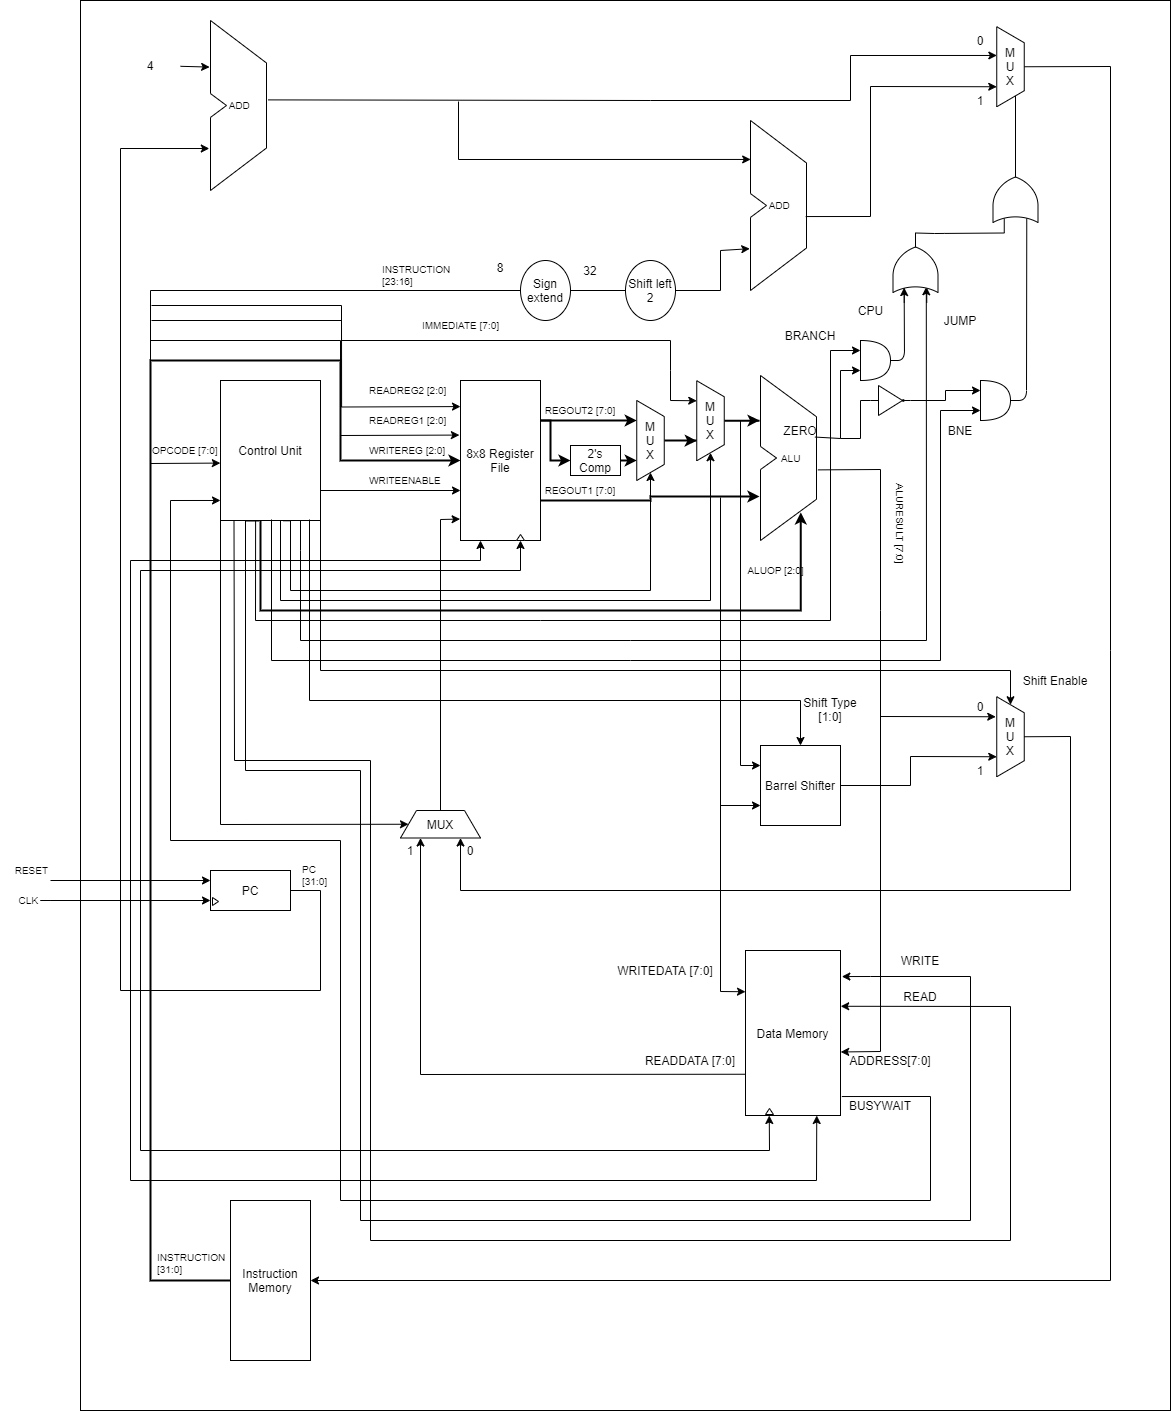 0
4
M
U
X
ADD
1
ADD
INSTRUCTION
[23:16]
8
32
Sign
extend
Shift left
2
CPU
JUMP
IMMEDIATE [7:0]
BRANCH
READREG2 [2:0]
REGOUT2 [7:0]
M
U
X
READREG1 [2:0]
M
U
X
ZERO
BNE
OPCODE [7:0]
Control Unit
WRITEREG [2:0]
8x8 Register
File
2's
Comp
ALU
WRITEENABLE
REGOUT1 [7:0]
ALURESULT [7:0]
ALUOP [2:0]
Shift Enable
Shift Type
[1:0]
0
M
U
X
1
Barrel Shifter
MUX
1
0
RESET
PC
[31:0]
PC
CLK
WRITEDATA [7:0]
WRITE
READ
Data Memory
READDATA [7:0]
ADDRESS[7:0]
BUSYWAIT
INSTRUCTION
[31:0]
Instruction
Memory